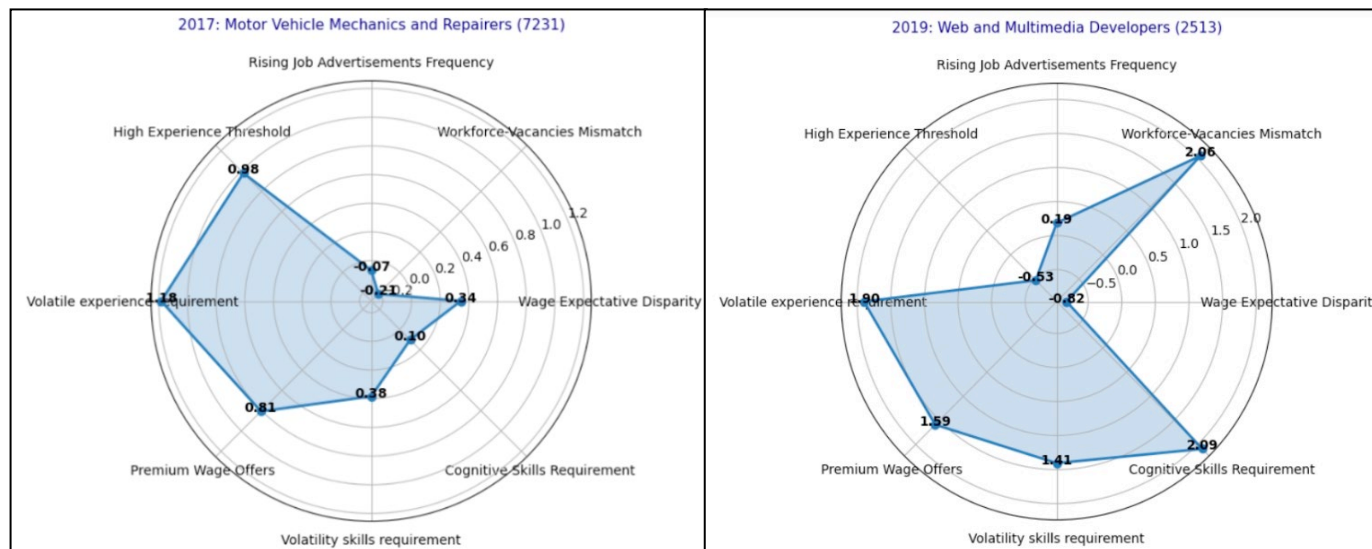 2017: Motor Vehicle Mechanics and Repairers (7231)
Rising Job Advertisements Frequency
High Experience Threshold
Workforce-Vacancies Mismatch
0.98
1.2
1.0
0.8
0.6
0.4
0.2
0.0
-0.07
-0.21
Volatile experience requirement
1.18
0.34
Wage Expectative Disparity
0.10
0.38
0.81
Premium Wage Offers
Cognitive Skills Requirement
Volatility skills requirement
2019: Web and Multimedia Developers (2513)
Rising Job Advertisements Frequency
High Experience Threshold
Workforce-Vacancies Mismatch
2.06
2.0
1.5
1.0
0.5
0.0
−0.5
0.19
-0.53
Volatile experience requirement
1.90
-0.82
Wage Expectative Disparit
1.59
1.41
2.09
Premium Wage Offers
Cognitive Skills Requirement
Volatility skills requirement